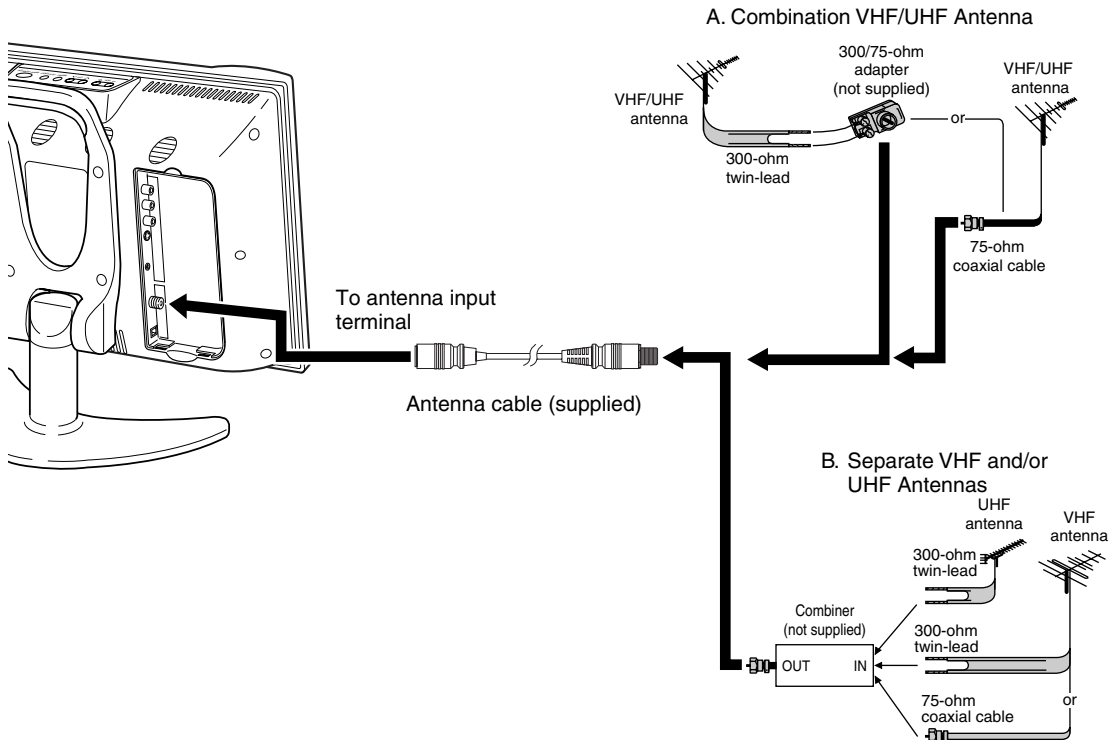 A. Combination VHF/UHF Antenna
300/75-ohm
adapter
(not supplied)
VHF/UHF
antenna
VHF/UHF
antenna
or
300-ohm
twin-lead
75-ohm
coaxial cable
To antenna input
terminal
Antenna cable (supplied)
B. Separate VHF and/or
UHF Antennas
UHF
antenna
VHF
antenna
300-ohm
twin-lead
Combiner
(not supplied)
300-ohm
twin-lead
OUT IN
75-ohm
coaxial cable
or